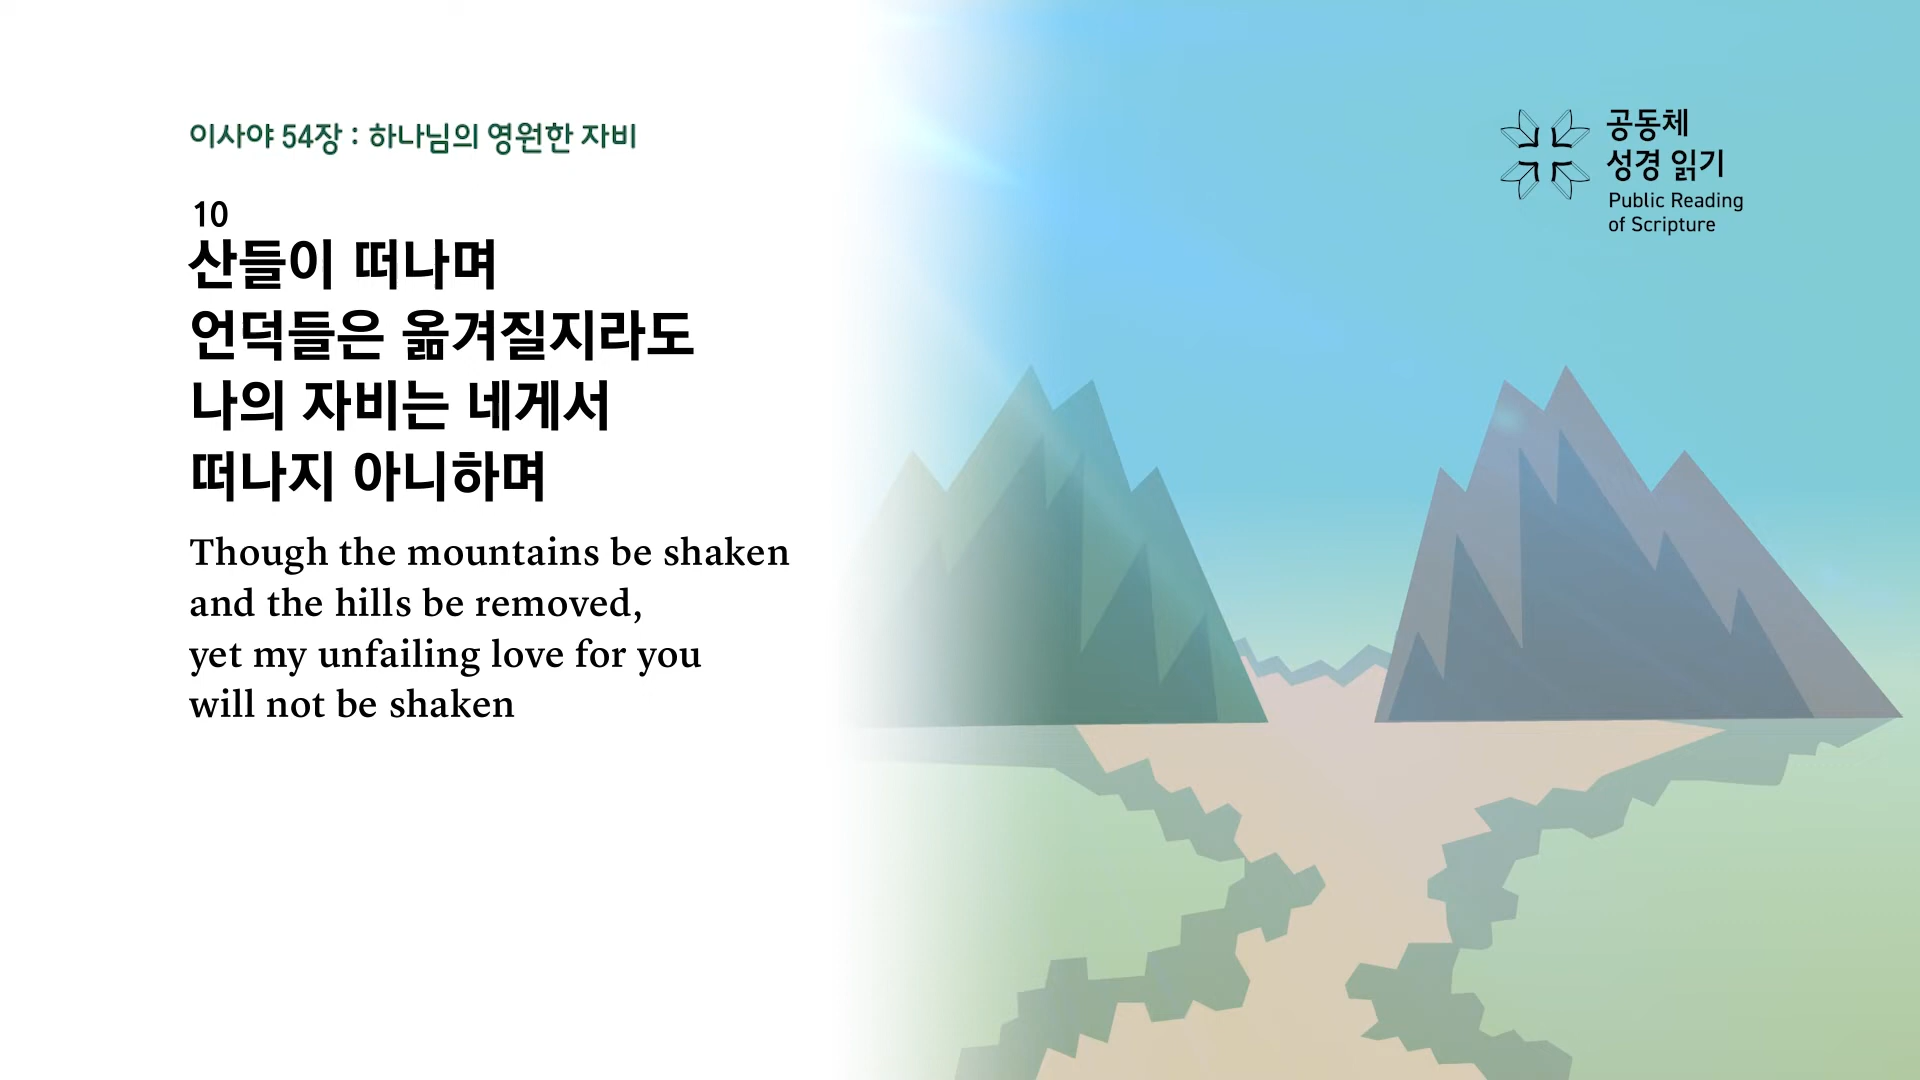 이사야 54장 : 하나님의 영원한 자비
10
산들이 떠나며
언덕들은 옮겨질지라도
나의 자비는 네게서
떠나지 아니하며
Though the mountains be shaken
and the hills be removed,
yet my unfailing love for you
will not be shaken
공동체
성경 읽기
Public Reading
of Scripture